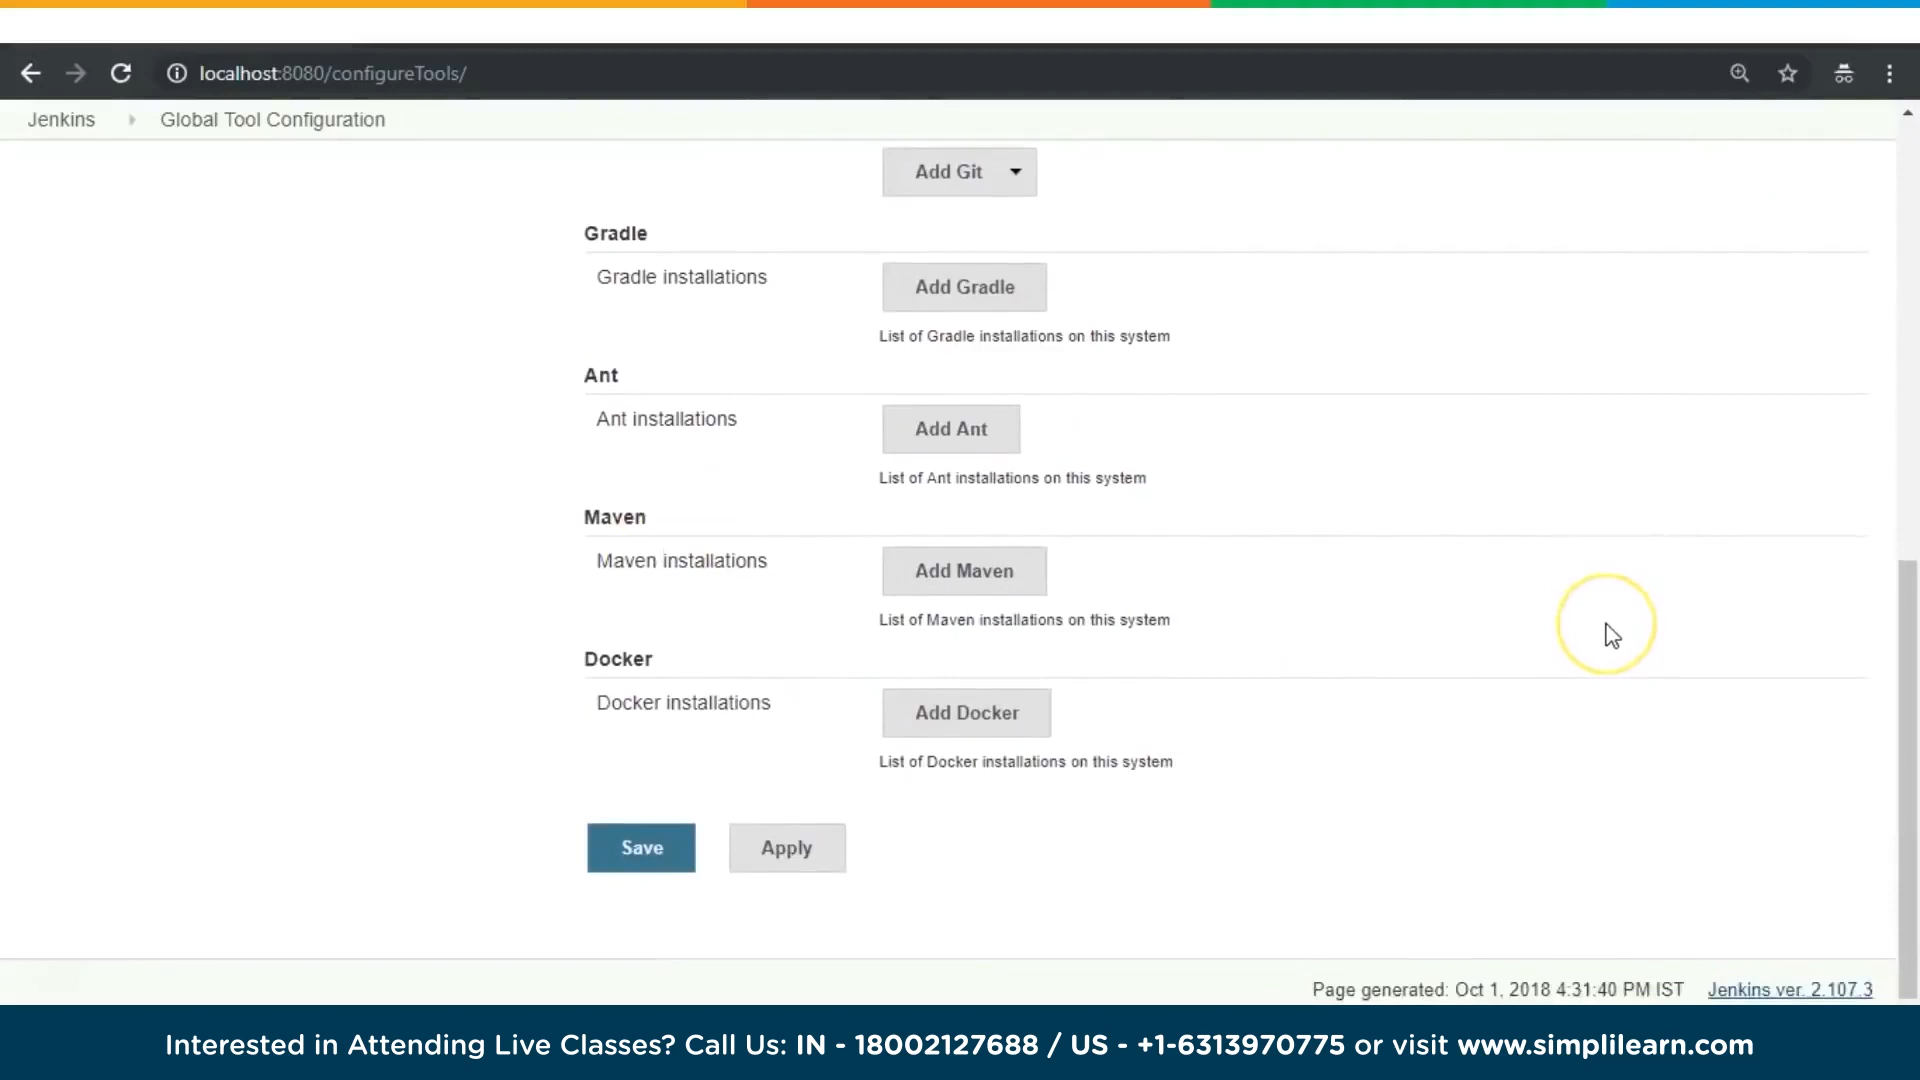 localhost:8080/configureTools/
Jenkins Global Tool Configuration
Add Git
Gradle
Gradle installations Add Gradle
List of Gradle installations on this system
Ant
Ant installations Add Ant
List of Ant installations on this system
Maven
Maven installations Add Maven
List of Maven installations on this system
Docker
Docker installations Add Docker
List of Docker installations on this system
Save Apply
Page generated: Oct 1, 2018 4:31:40 PM IST Jenkins ver. 2.107.3
Interested in Attending Live Classes? Call Us: IN - 18002127688 / US - +1-6313970775 or visit www.simplilearn.com